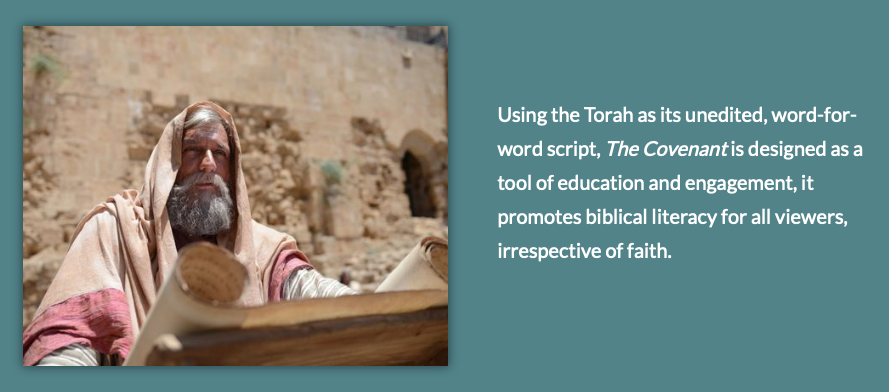 Using the Torah as its unedited, word-for-
word script, The Covenant is designed as a
tool of education and engagement, it
promotes biblical literacy for all viewers,
irrespective of faith.